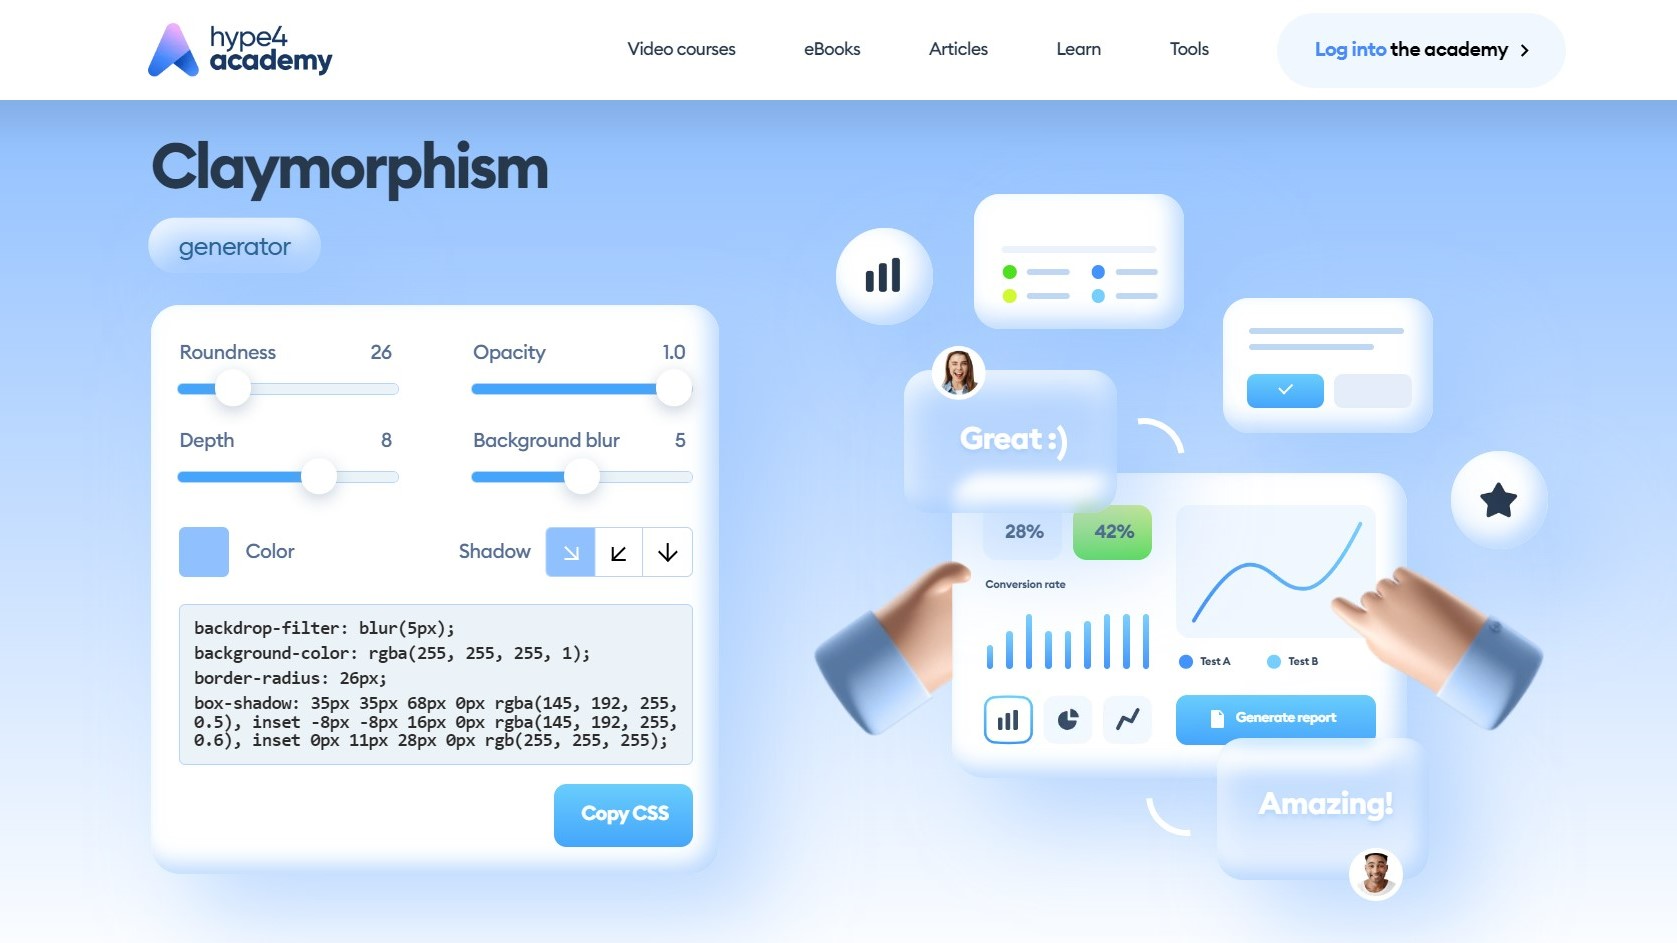 hype4
academy
Video courses
eBooks
Articles
Learn
Tools
Log into the academy
Claymorphism
generator
Roundness 26
Opacity 1.0
Depth 8
Background blur 5
Color
Shadow
backdrop-filter: blur(5px);
background-color: rgba(255, 255, 255, 1);
border-radius: 26px;
box-shadow: 35px 35px 68px 0px rgba(145, 192, 255,
0.5), inset -8px -8px 16px 0px rgba(145, 192, 255,
0.6), inset 0px 11px 28px 0px rgb(255, 255, 255);
Copy CSS
Great :)
28%
42%
Conversion rate
Test A
Test B
Generate report
Amazing!